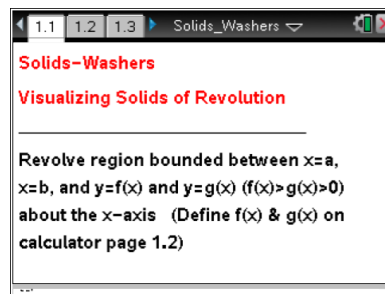 1.1 1.2 1.3 Solids_Washers
Solids-Washers
Visualizing Solids of Revolution
Revolve region bounded between x=a,
x=b, and y=f(x) and y=g(x) (f(x)>g(x)>0)
about the x-axis (Define f(x) & g(x) on
calculator page 1.2)